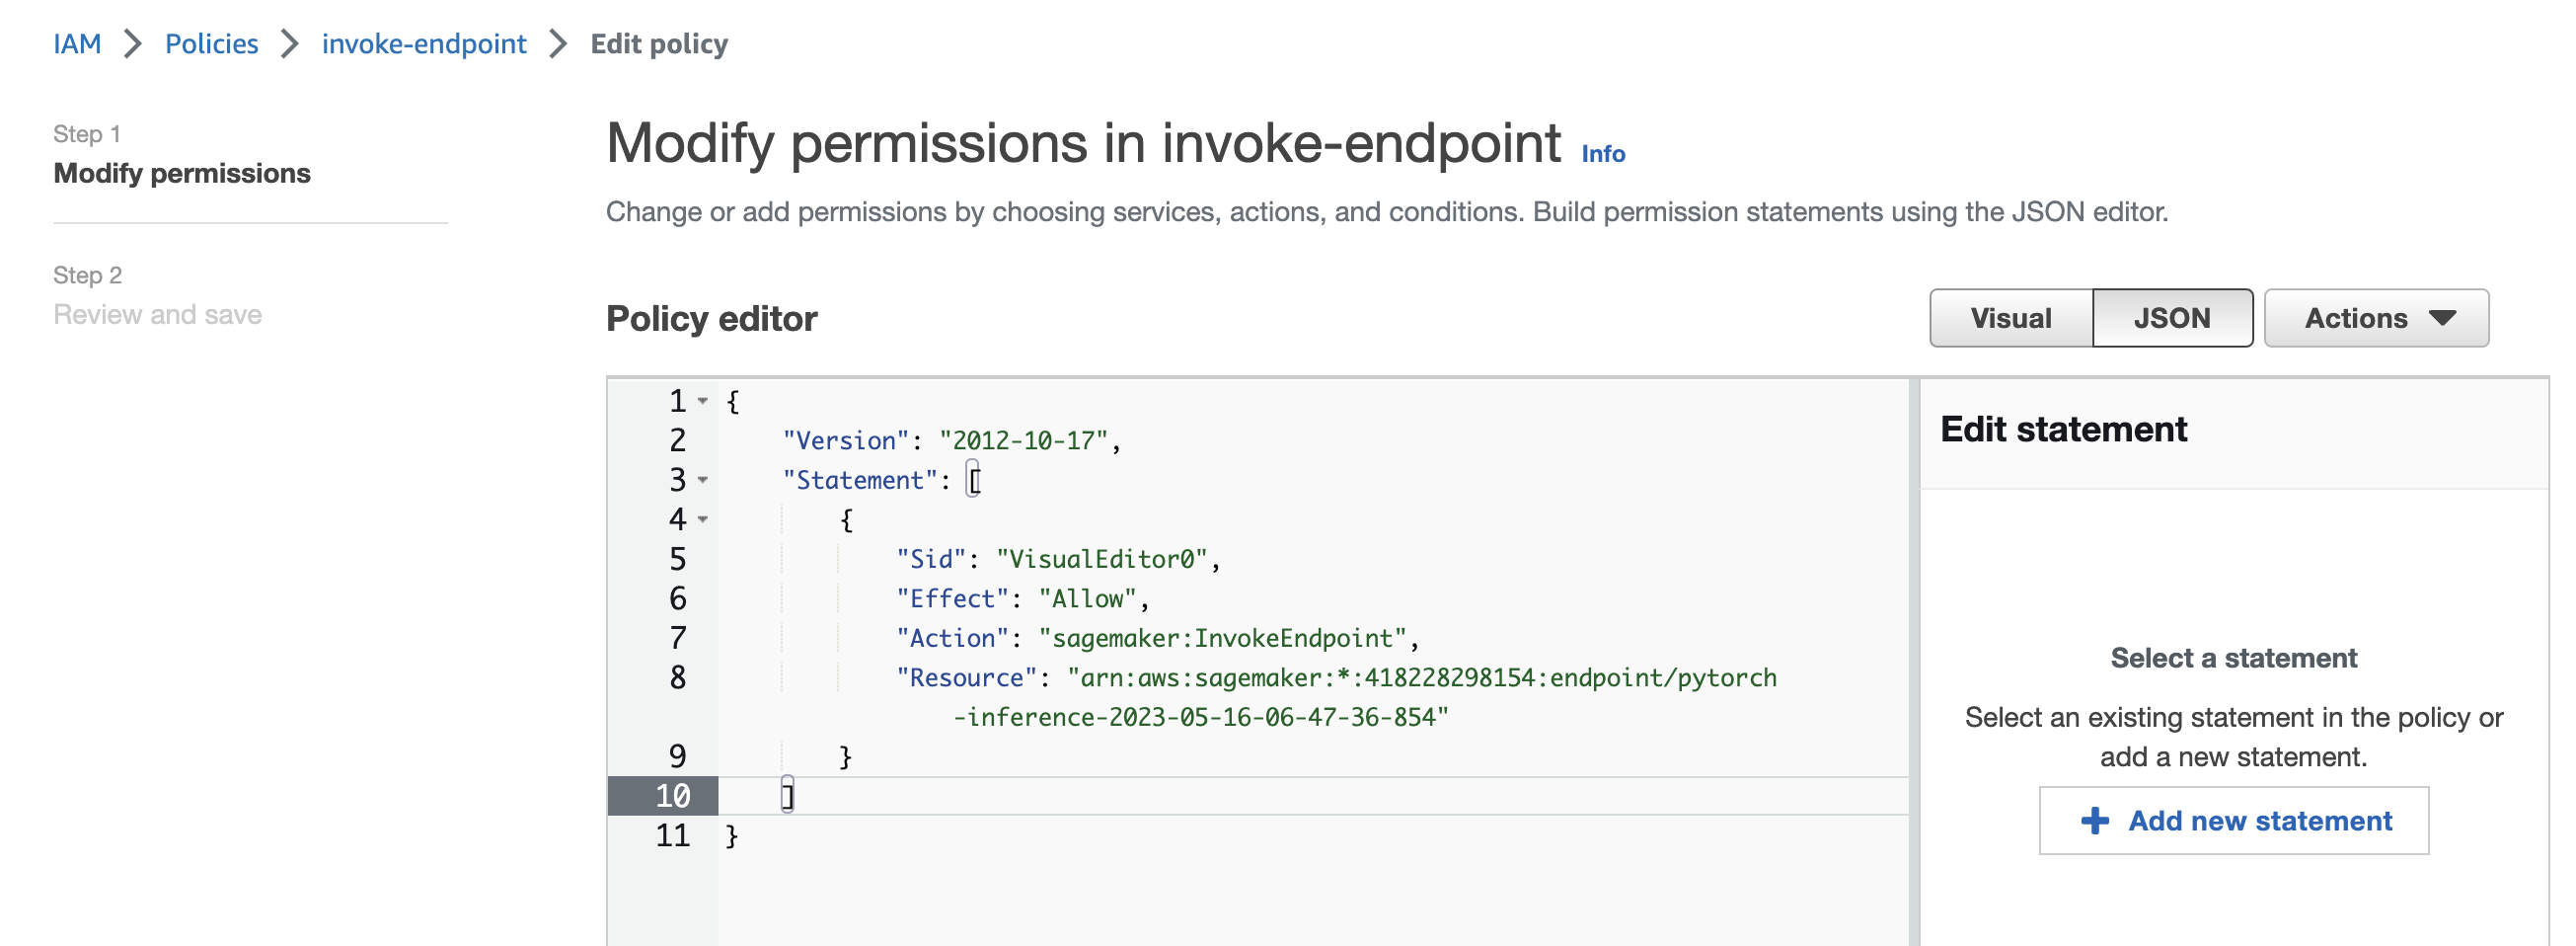 IAM > Policies > invoke-endpoint > Edit policy
Step 1
Modify permissions
Step 2
Review and save
Modify permissions in invoke-endpoint Info
Change or add permissions by choosing services, actions, and conditions. Build permission statements using the JSON editor.
Policy editor
Visual JSON Actions
1 {
2 "Version": "2012-10-17",
3 "Statement": [
4 {
5 "Sid": "VisualEditor0",
6 "Effect": "Allow",
7 "Action": "sagemaker:InvokeEndpoint",
8 "Resource": "arn:aws:sagemaker:*:418228298154:endpoint/pytorch
-inference-2023-05-16-06-47-36-854"
9 }
10 ]
11 }
Edit statement
Select a statement
Select an existing statement in the policy or
add a new statement.
+ Add new statement